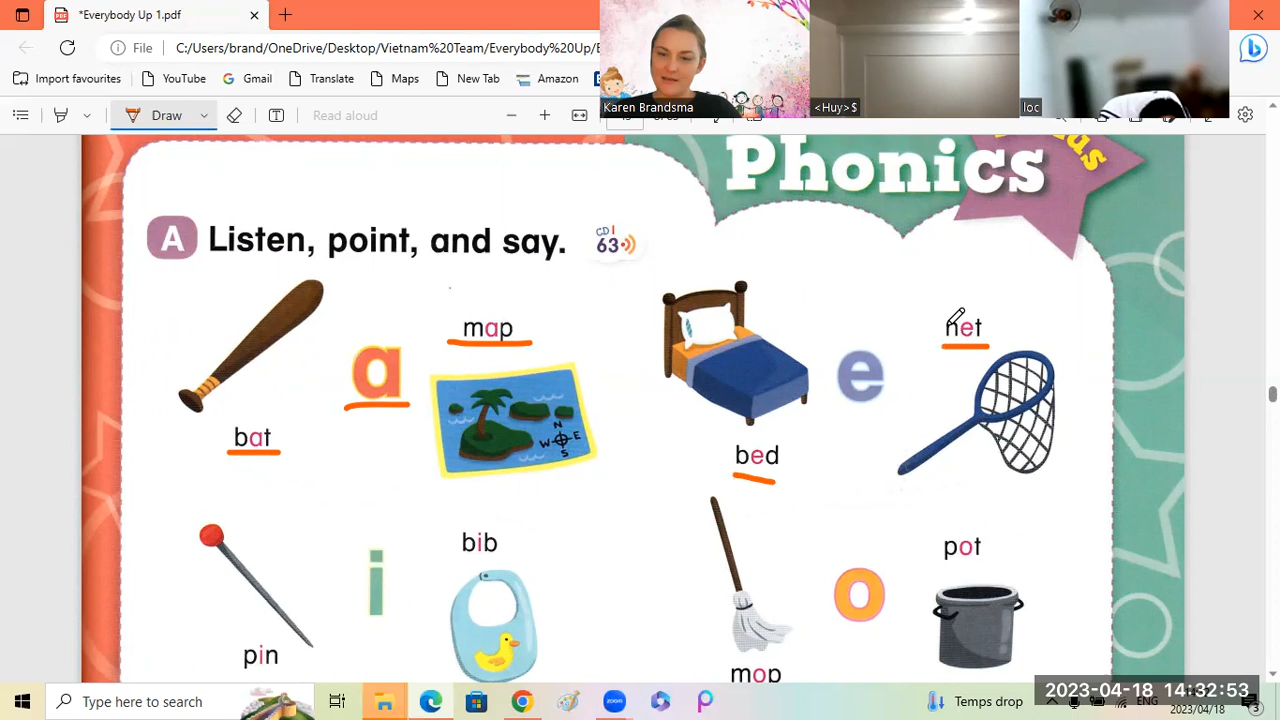 *Everybody Up 1.pdf
File
C:/Users/brand/OneDrive/Desktop/Vietnam%20Team/Everybody%20Up/E
Import favourites
YouTube
Gmail
Translate
Maps
New Tab
Amazon
Karen Brandsma
<Huy>$
loc
Draw
Read aloud
Phonics
A Listen, point, and say.
CD 1
63
map
net
a
e
bat
N
W E
S
bed
bib
pot
i
o
pin
mop
Type here to search
Temps drop
ENG
2023-04-18 14:32:53
2023/04/18
3